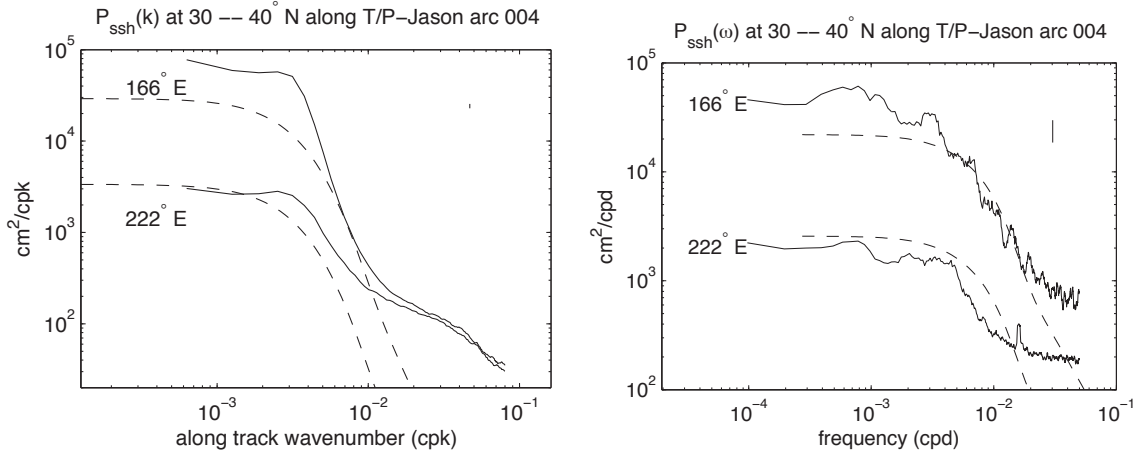 P_ssh(k) at 30 −− 40° N along T/P−Jason arc 004
10^5
10^4
10^3
10^2
166° E
222° E
cm^2/cpk
10^−3
10^−2
10^−1
along track wavenumber (cpk)
P_ssh(ω) at 30 −− 40° N along T/P−Jason arc 004
10^5
10^4
10^3
10^2
166° E
222° E
cm^2/cpd
10^−4
10^−3
10^−2
10^−1
frequency (cpd)